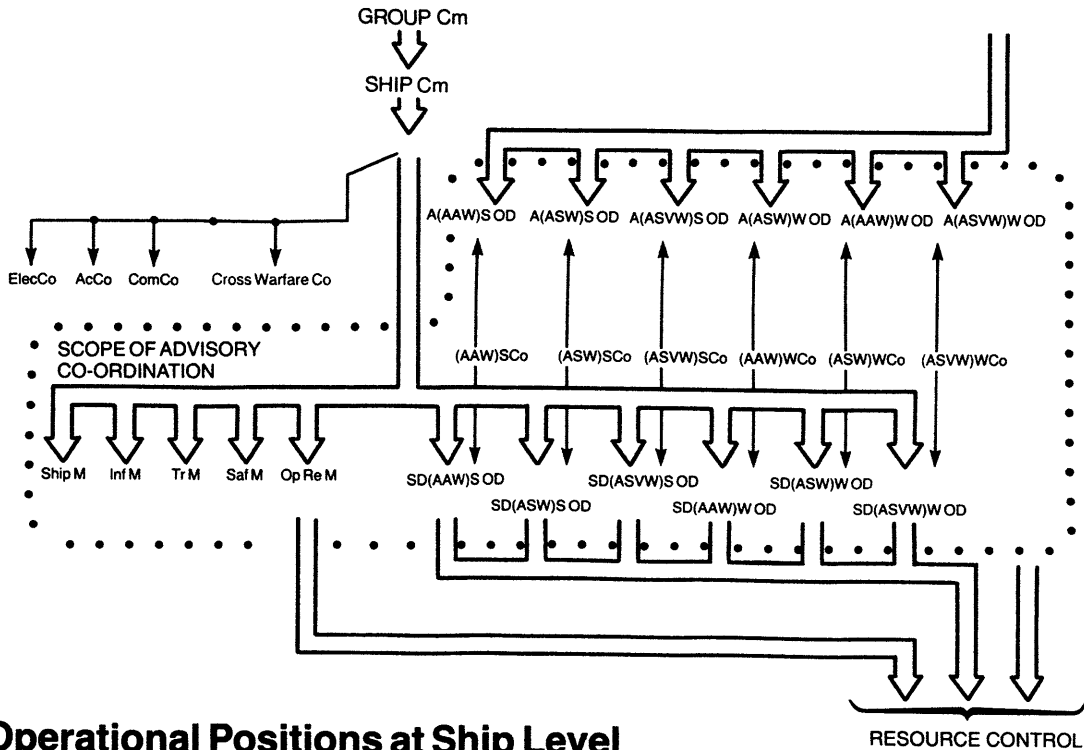 GROUP Cm
SHIP Cm
A(AAW)S OD A(ASW)S OD A(ASVW)S OD A(ASW)W OD A(AAW)W OD A(ASVW)W OD
ElecCo AcCo ComCo Cross Warfare Co
SCOPE OF ADVISORY
CO-ORDINATION
(AAW)SCo (ASW)SCo (ASVW)SCo (AAW)WCo (ASW)WCo (ASVW)WCo
Ship M Inf M Tr M Saf M Op Re M
SD(AAW)S OD SD(ASVW)S OD SD(ASW)W OD
SD(ASW)S OD SD(AAW)W OD SD(ASVW)W OD
Operational Positions at Ship Level
RESOURCE CONTROL